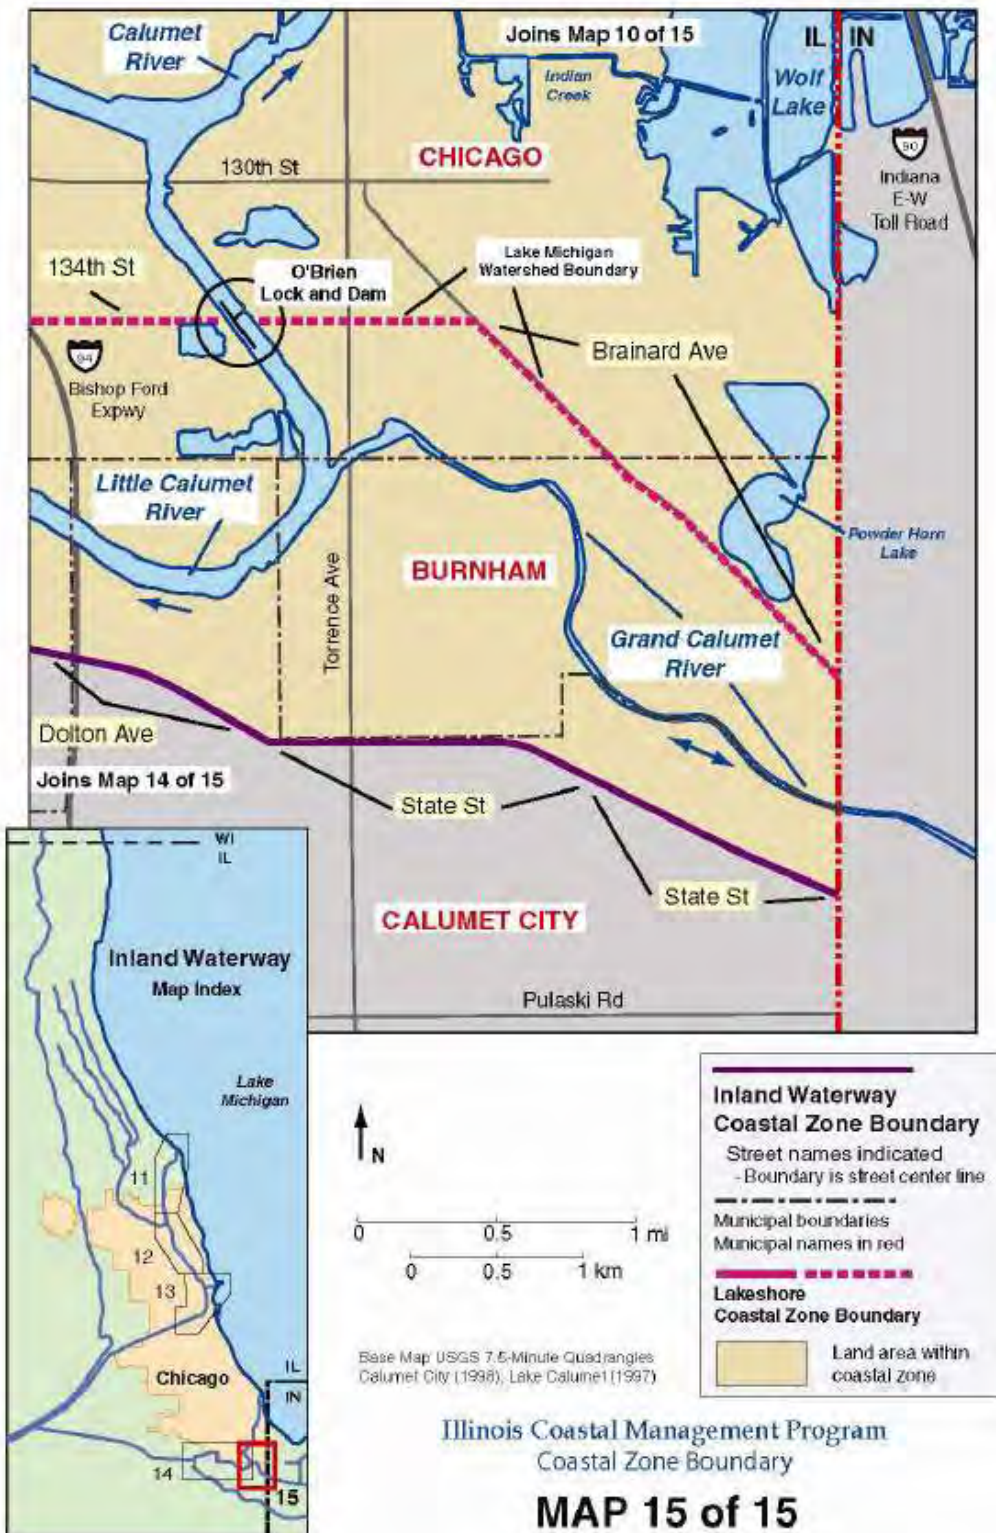 Calumet
River
Joins Map 10 of 15
IL
IN
Indian
Creek
Wolf
Lake
CHICAGO
90
Indiana
E-W
Toll Road
130th St
134th St
O'Brien
Lock and Dam
Lake Michigan
Watershed Boundary
Brainard Ave
94
Bishop Ford
Expwy
Little Calumet
River
Powder Horn
Lake
Torrence Ave
BURNHAM
Grand Calumet
River
Dolton Ave
Joins Map 14 of 15
State St
State St
CALUMET CITY
Pulaski Rd
WI
IL
Inland Waterway
Map Index
Lake
Michigan
11
12
13
Chicago
IL
IN
14
15
N
0 0.5 1 mi
0 0.5 1 km
Base Map USGS 7.5-Minute Quadrangles
Calumet City (1998), Lake Calumet (1997)
Inland Waterway
Coastal Zone Boundary
Street names indicated
- Boundary is street center line
Municipal boundaries
Municipal names in red
Lakeshore
Coastal Zone Boundary
Land area within
coastal zone
Illinois Coastal Management Program
Coastal Zone Boundary
MAP 15 of 15